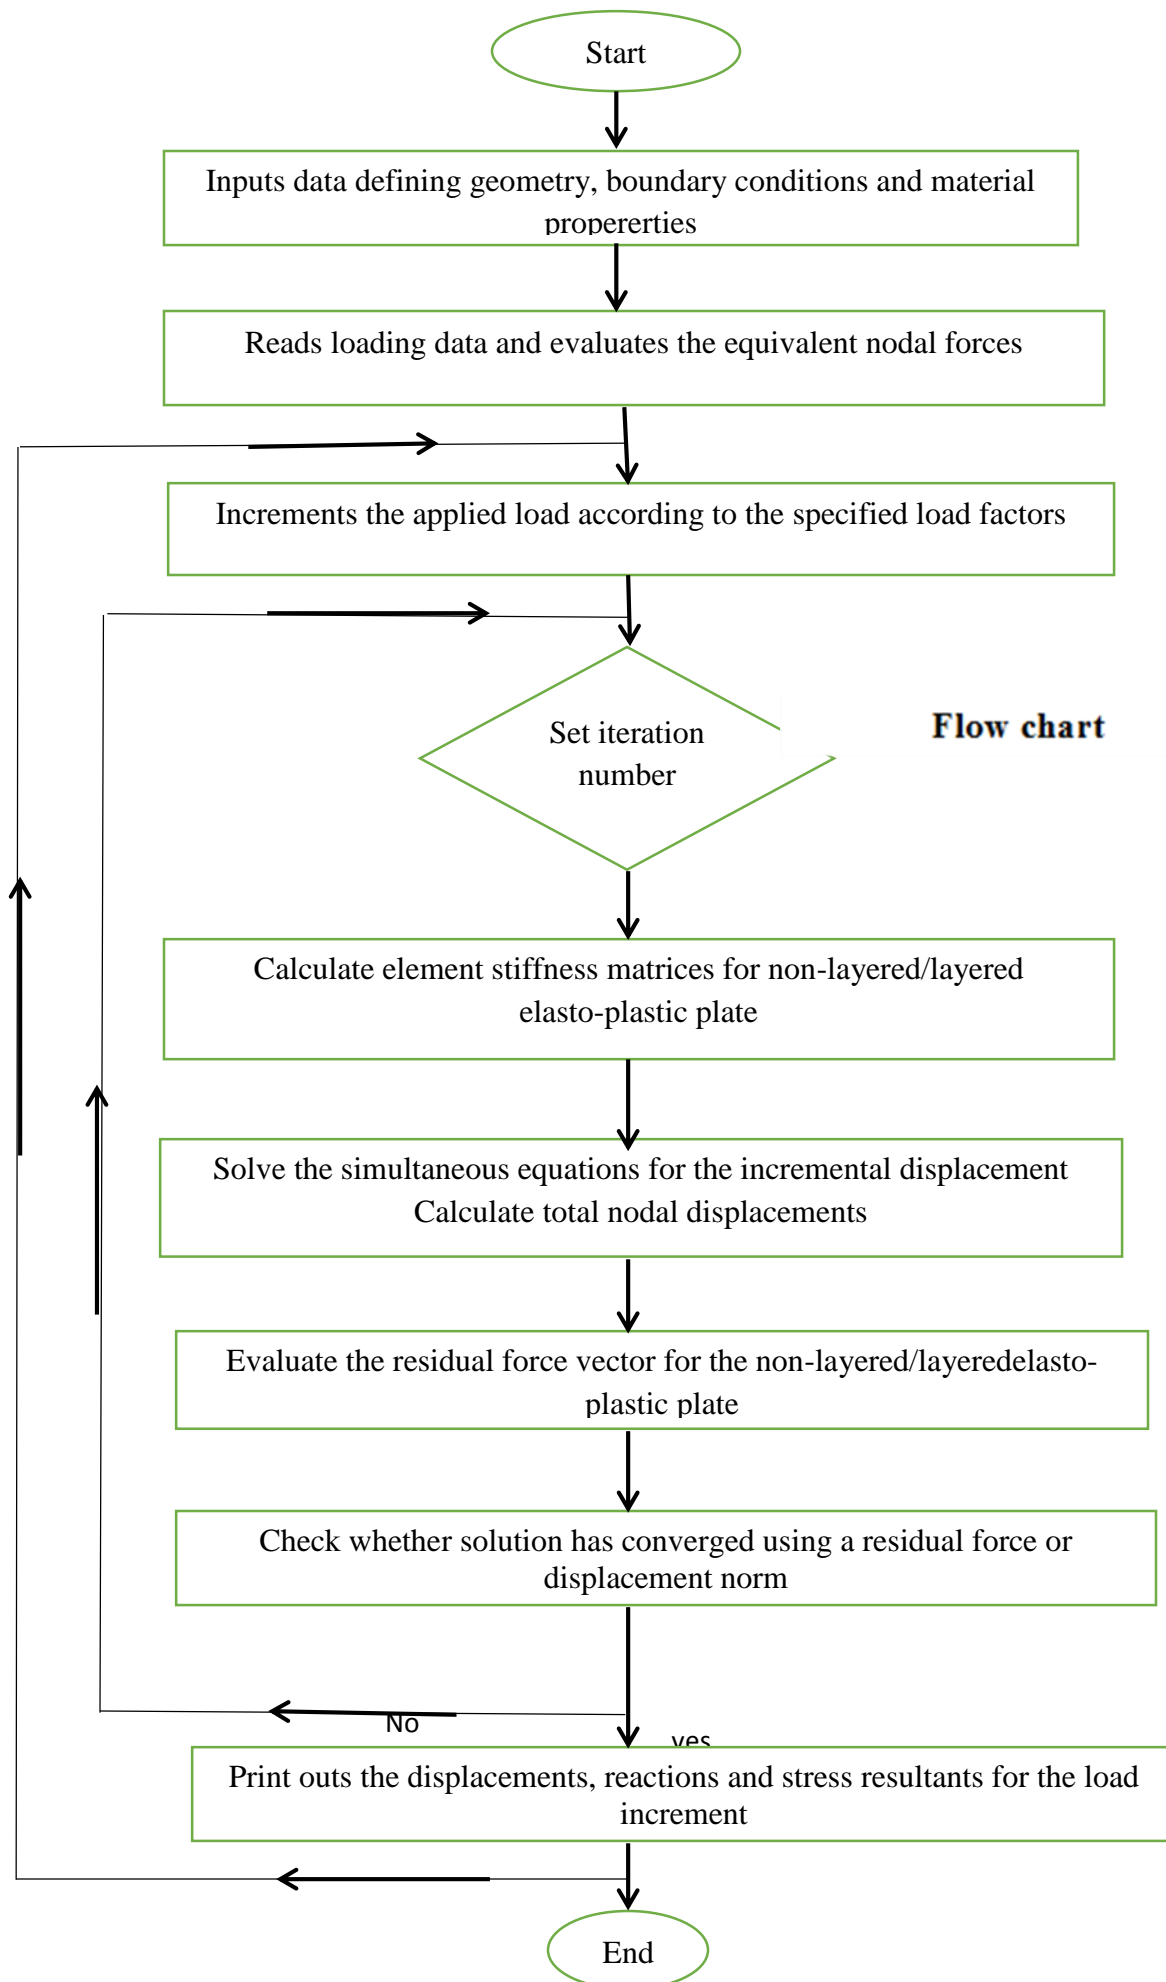 Start
Inputs data defining geometry, boundary conditions and material
propererties
Reads loading data and evaluates the equivalent nodal forces
Increments the applied load according to the specified load factors
Set iteration
number
Flow chart
Calculate element stiffness matrices for non-layered/layered
elasto-plastic plate
Solve the simultaneous equations for the incremental displacement
Calculate total nodal displacements
Evaluate the residual force vector for the non-layered/layeredelasto-
plastic plate
Check whether solution has converged using a residual force or
displacement norm
No
yes
Print outs the displacements, reactions and stress resultants for the load
increment
End